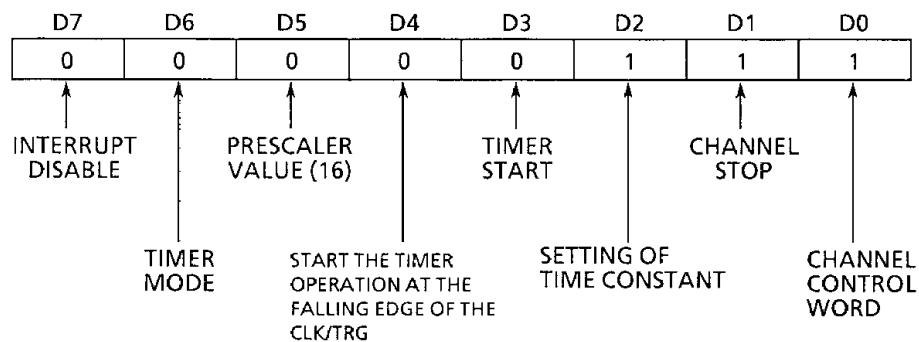 D7 D6 D5 D4 D3 D2 D1 D0
0 0 0 0 0 1 1 1
INTERRUPT
DISABLE
PRESCALER
VALUE (16)
TIMER
START
CHANNEL
STOP
TIMER
MODE
START THE TIMER
OPERATION AT THE
FALLING EDGE OF THE
CLK/TRG
SETTING OF
TIME CONSTANT
CHANNEL
CONTROL
WORD